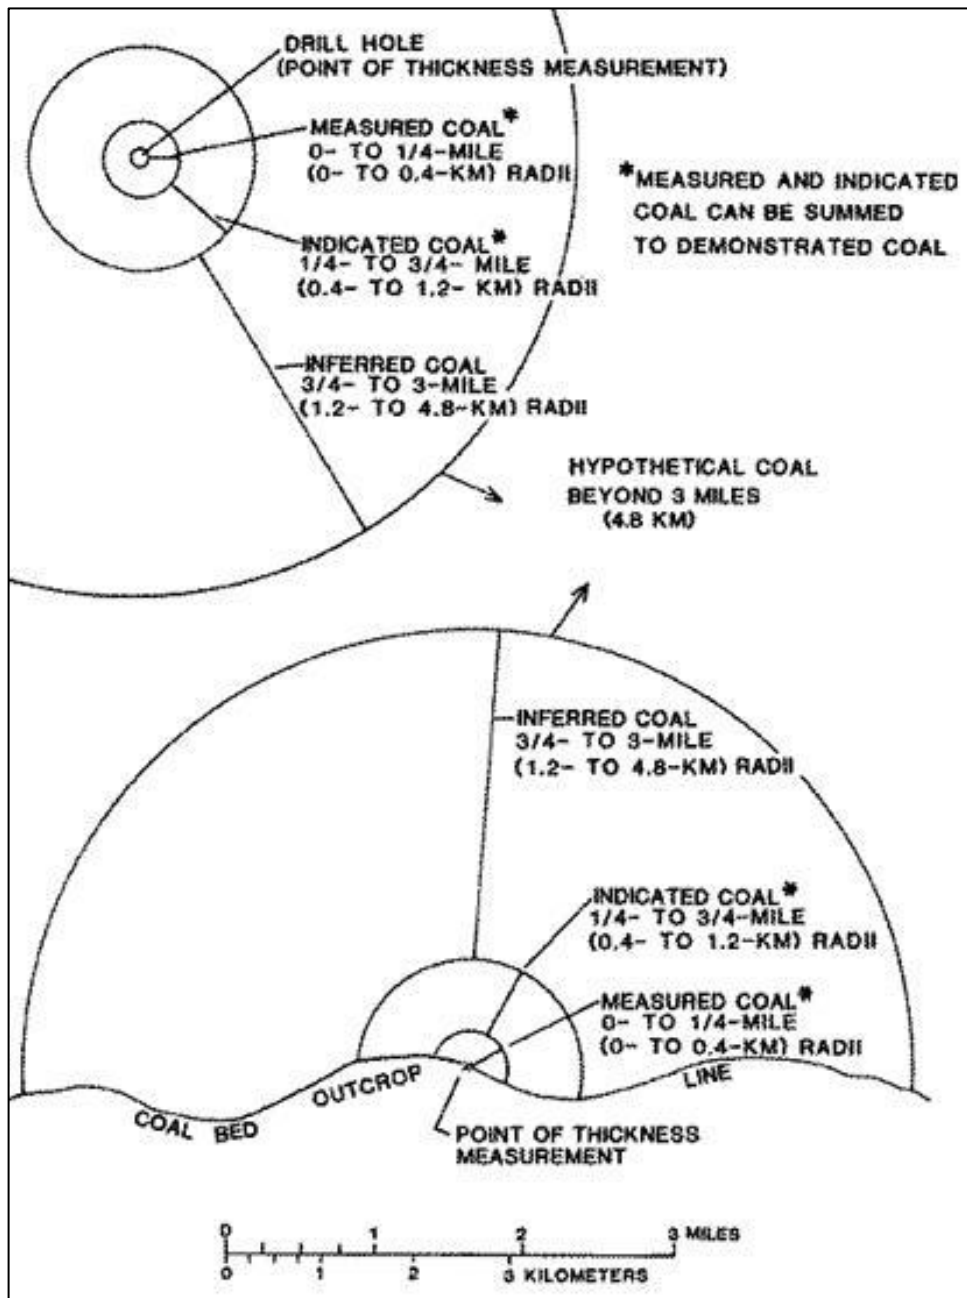 DRILL HOLE
(POINT OF THICKNESS MEASUREMENT)
MEASURED COAL*
0- TO 1/4-MILE
(0- TO 0.4-KM) RADII
*MEASURED AND INDICATED
COAL CAN BE SUMMED
TO DEMONSTRATED COAL
INDICATED COAL*
1/4- TO 3/4- MILE
(0.4- TO 1.2- KM) RADII
INFERRED COAL
3/4- TO 3-MILE
(1.2- TO 4.8-KM) RADII
HYPOTHETICAL COAL
BEYOND 3 MILES
(4.8 KM)
INFERRED COAL
3/4- TO 3-MILE
(1.2- TO 4.8-KM) RADII
INDICATED COAL*
1/4- TO 3/4-MILE
(0.4- TO 1.2-KM) RADII
MEASURED COAL*
0- TO 1/4-MILE
(0- TO 0.4-KM) RADII
COAL BED OUTCROP LINE
POINT OF THICKNESS
MEASUREMENT
0 1 2 3 MILES
0 1 2 3 KILOMETERS